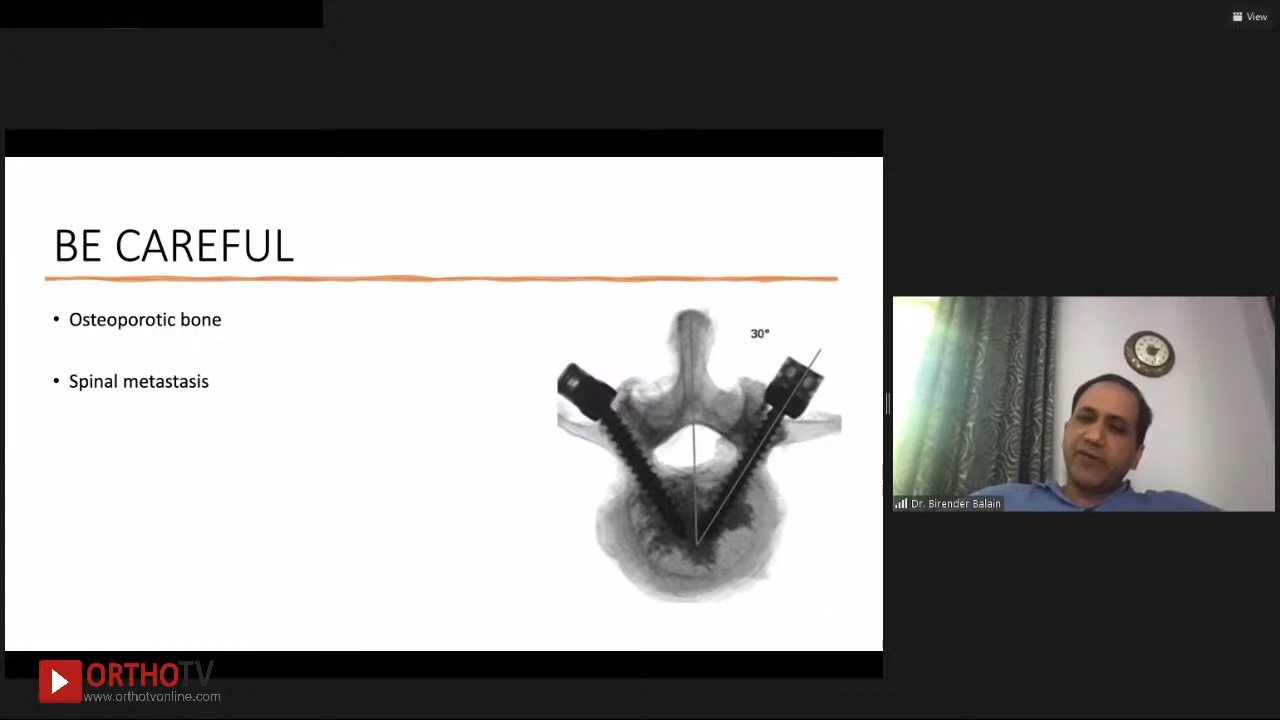 View
BE CAREFUL
• Osteoporotic bone
• Spinal metastasis
30°
Dr. Birender Balain
ORTHOTV
www.orthotvonline.com